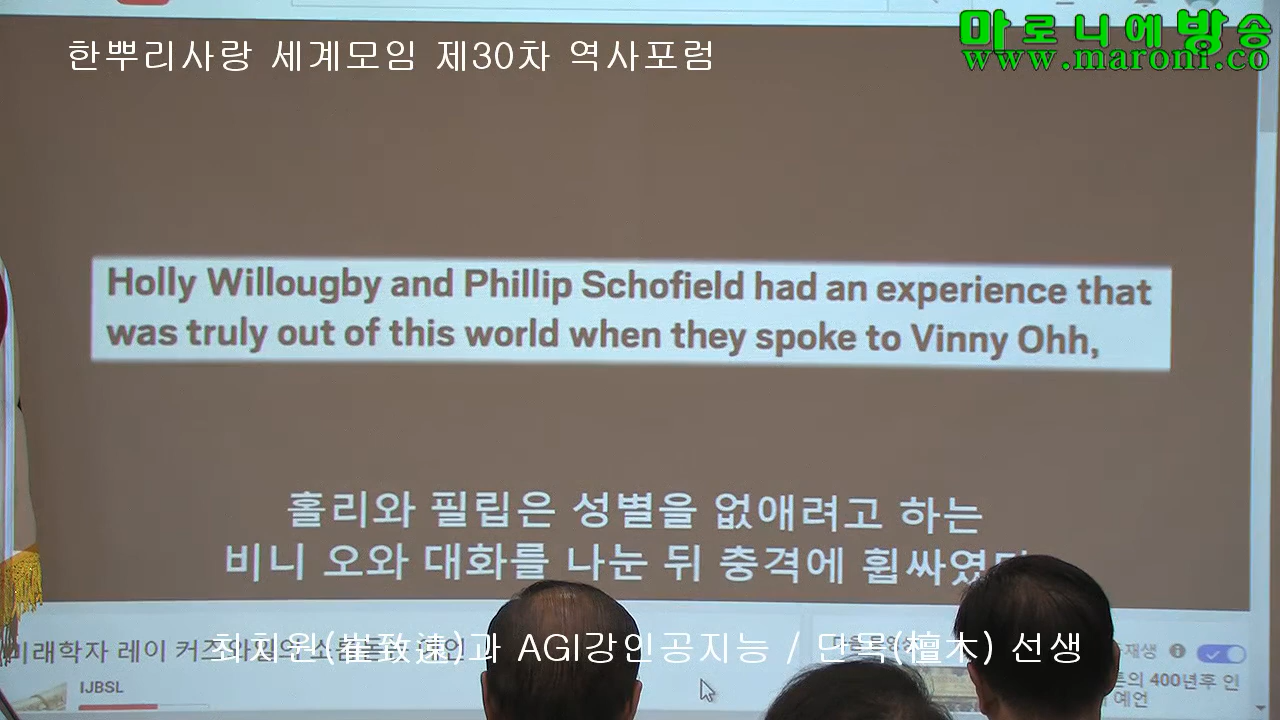 한뿌리사랑 세계모임 제30차 역사포럼
마로니에방송
www.maroni.co
Holly Willougby and Phillip Schofield had an experience that
was truly out of this world when they spoke to Vinny Ohh,
홀리와 필립은 성별을 없애려고 하는
비니 오와 대화를 나눈 뒤 충격에 휩싸였다
미래학자 레이 커즈와일의
최치원(崔致遠)과 AGI강인공지능 / 단목(檀木) 선생
IJBSL
400년후 인
예언